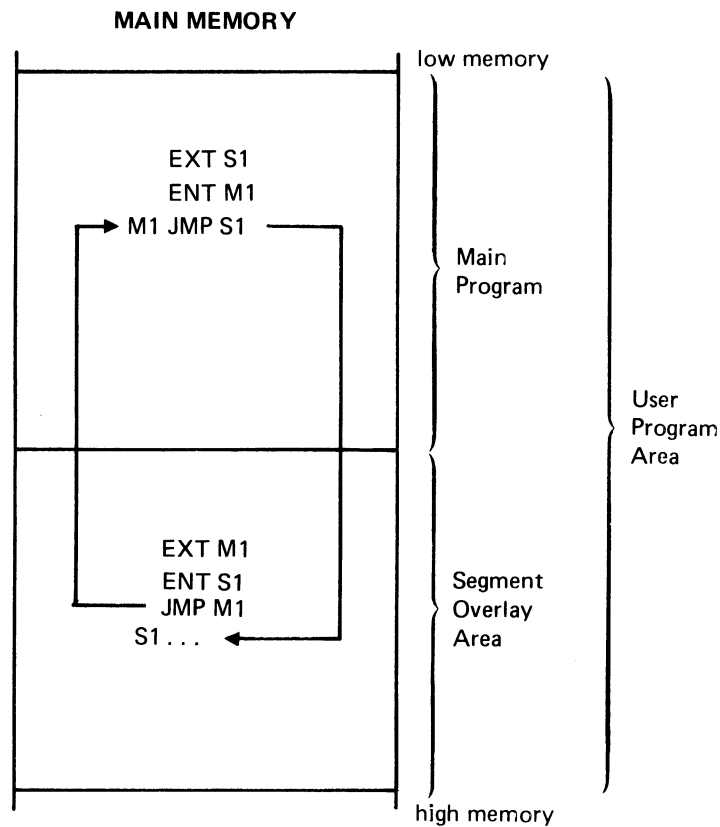 MAIN MEMORY
low memory
EXT S1
ENT M1
M1 JMP S1
Main
Program
User
Program
Area
EXT M1
ENT S1
JMP M1
S1 . . .
Segment
Overlay
Area
high memory